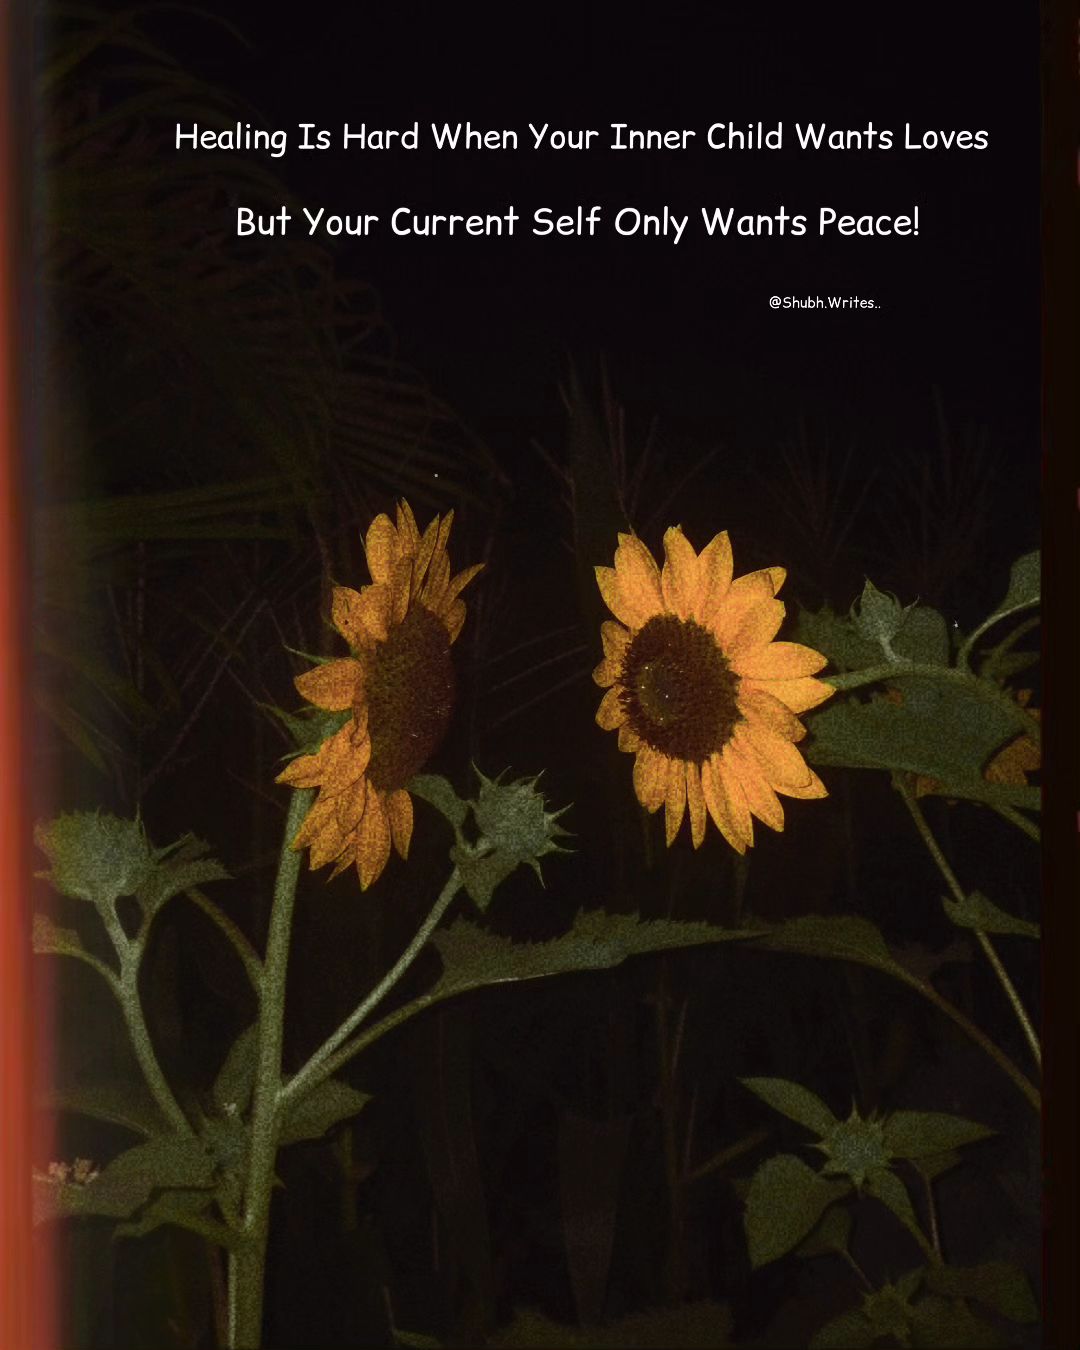 Healing Is Hard When Your Inner Child Wants Loves
But Your Current Self Only Wants Peace!
@Shubh.Writes..